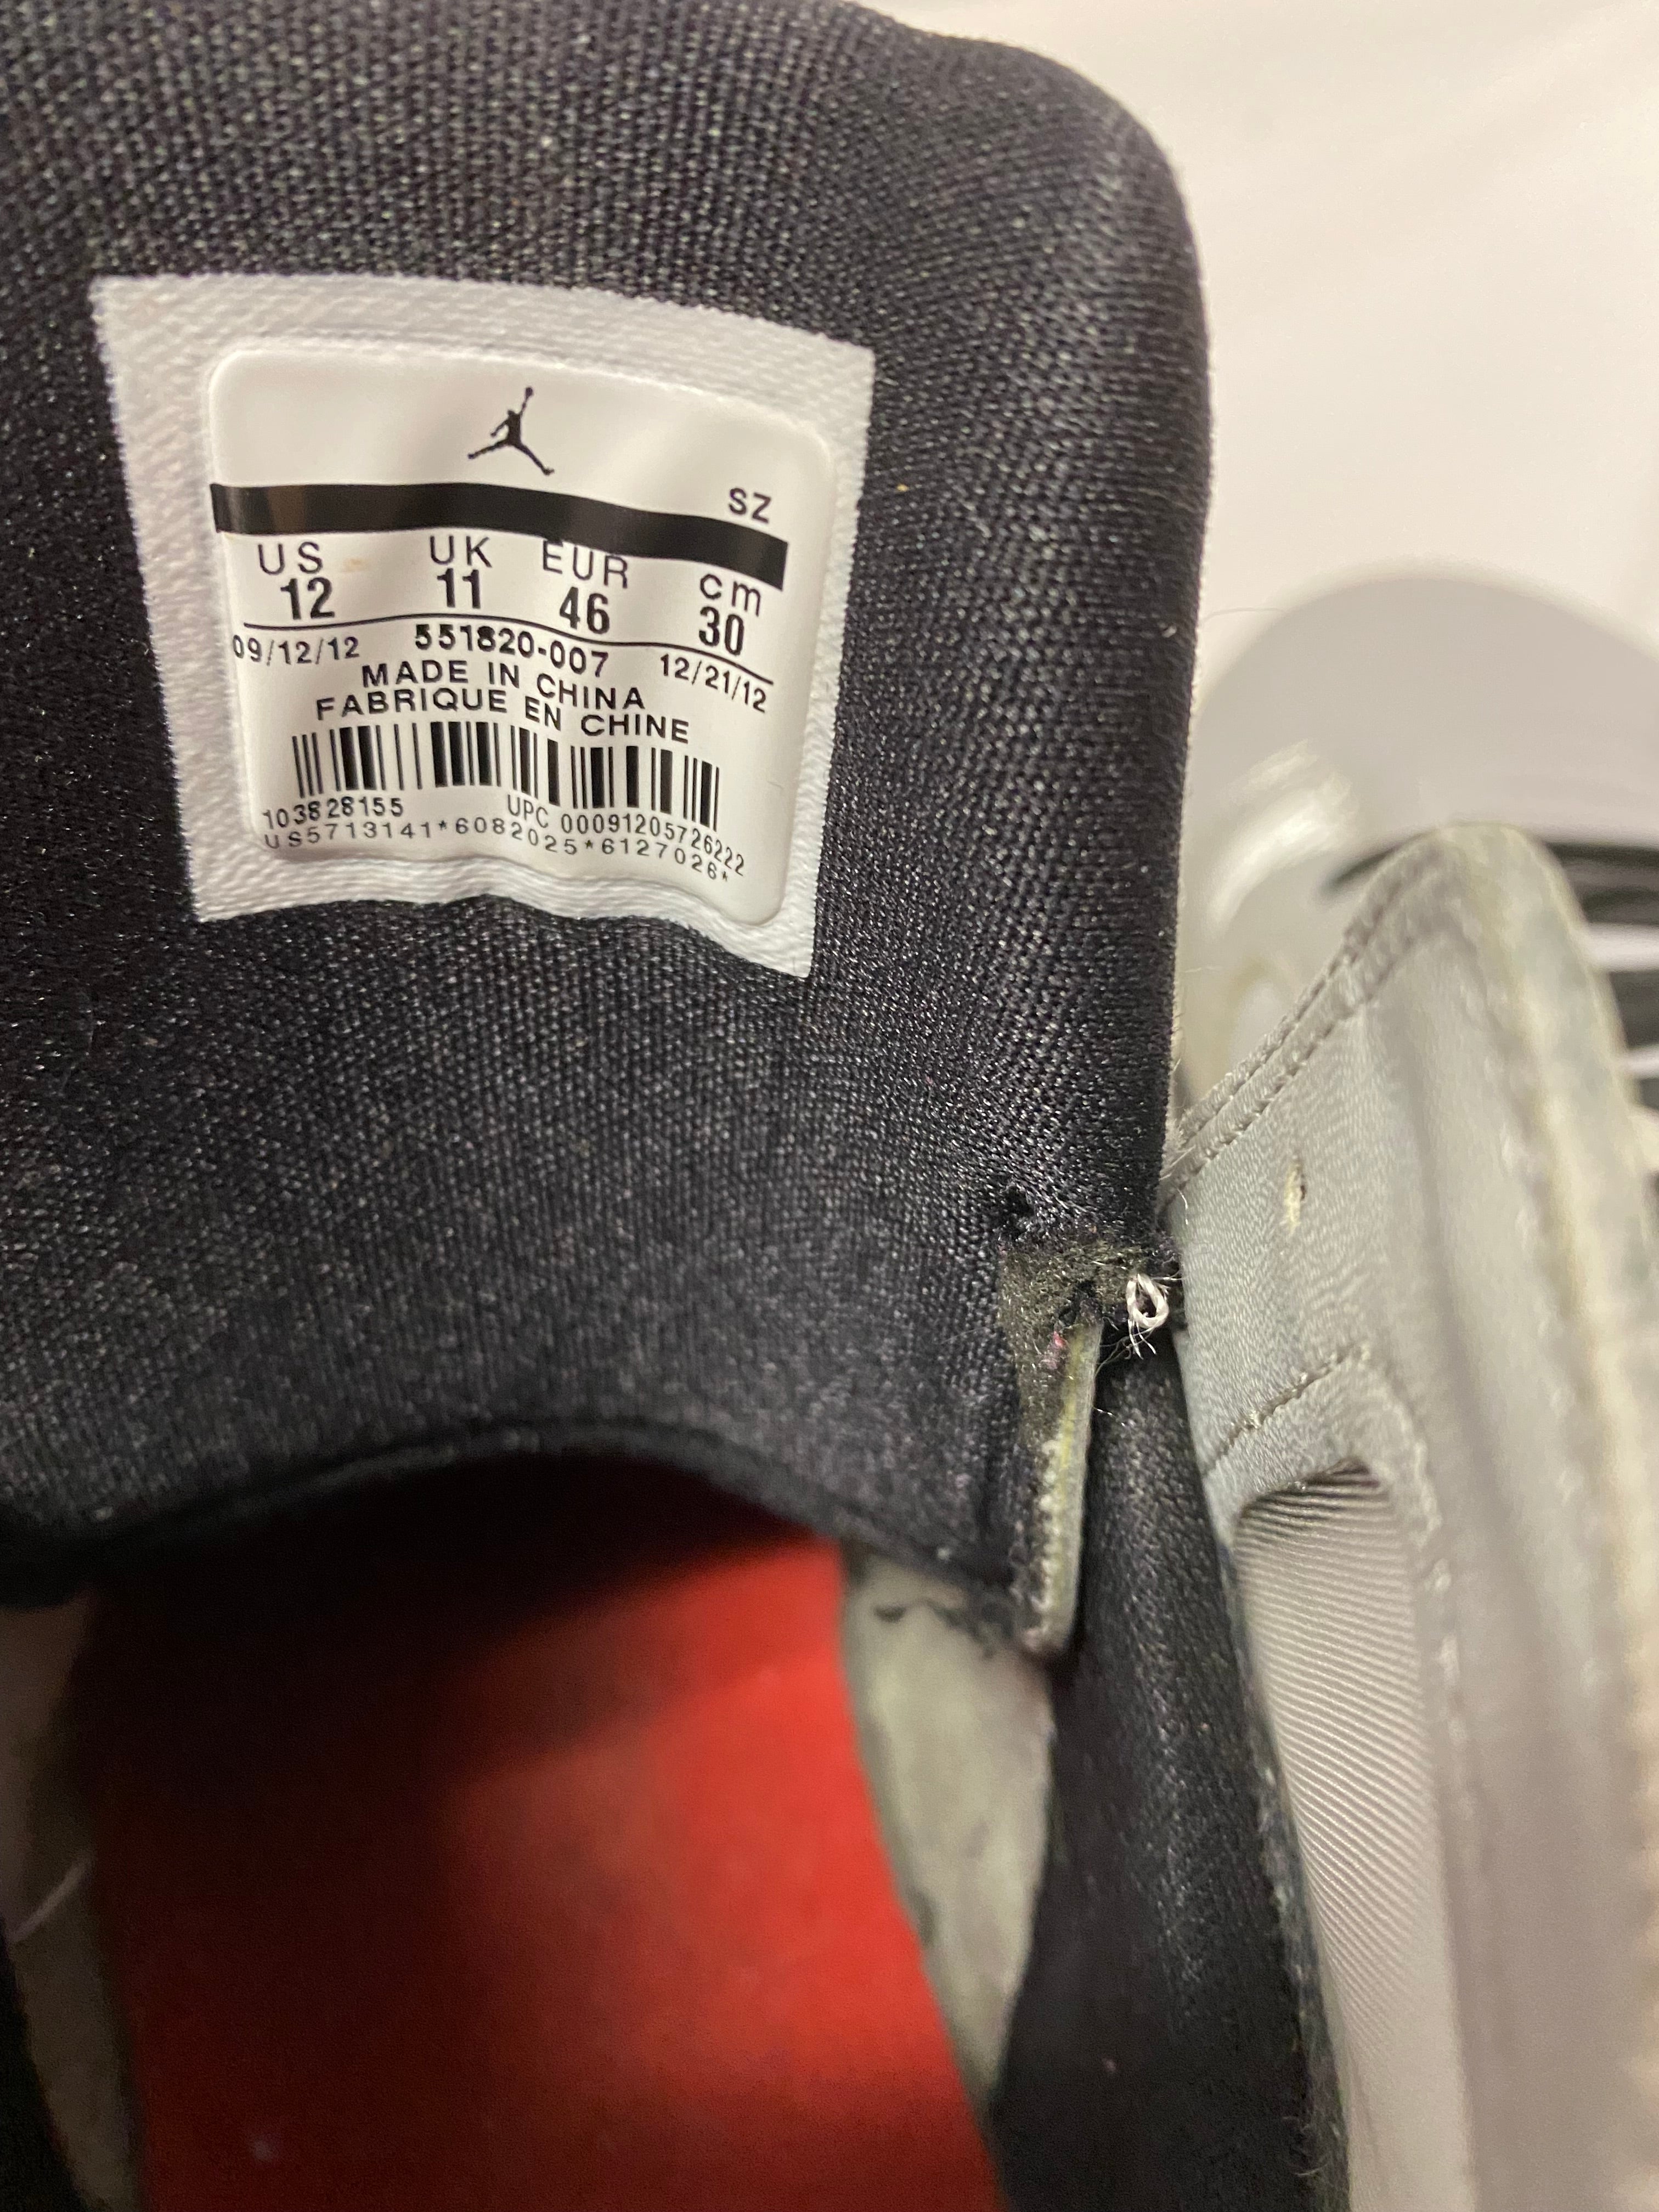 SZ
US UK EUR cm
12 11 46 30
09/12/12 551820-007 12/21/12
MADE IN CHINA
FABRIQUE EN CHINE
103828155 UPC 00091205726222
US5713141*6082025*6127026*